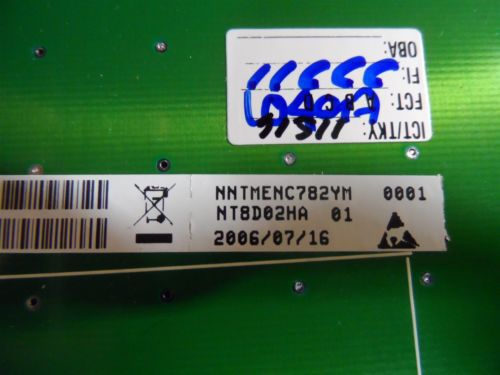 OBA:
FI:
FCT: A B C D
ICT/TKY:
NNTMENC782YM 0001
NT8D02HA 01
2006/07/16